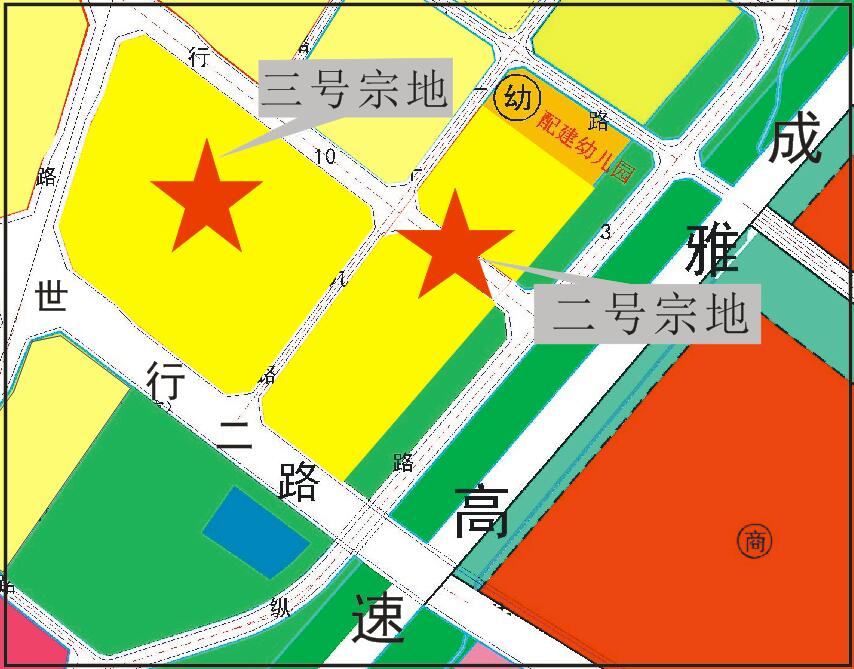 行
三号宗地
幼
路
配建幼儿园
成
10
路
3
雅
世
二号宗地
行
路
二
路
路
高
商
纵
速